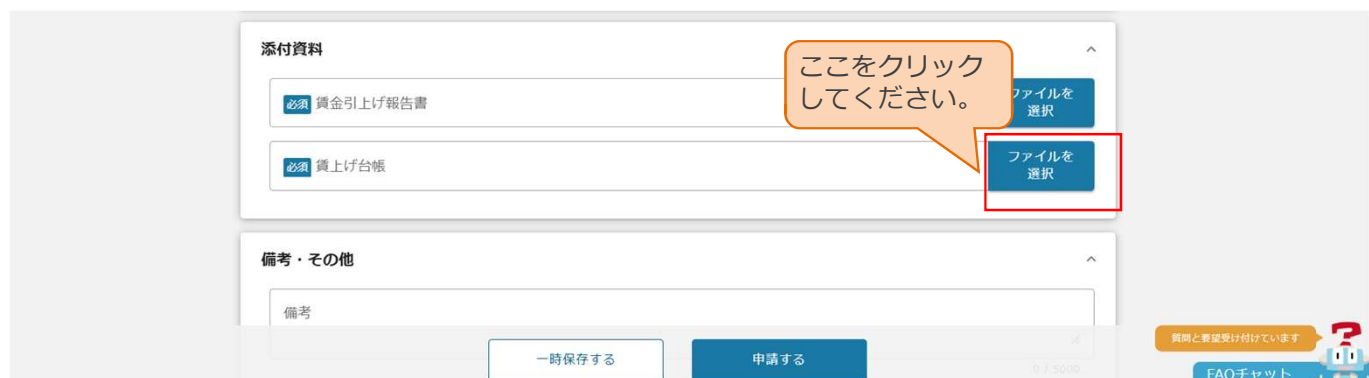 添付資料
ここをクリック
してください。
必須 賃金引上げ報告書
ファイルを
選択
必須 賃上げ台帳
ファイルを
選択
備考・その他
備考
一時保存する
申請する
0 / 5000
質問と要望受け付けています
FAQチャット